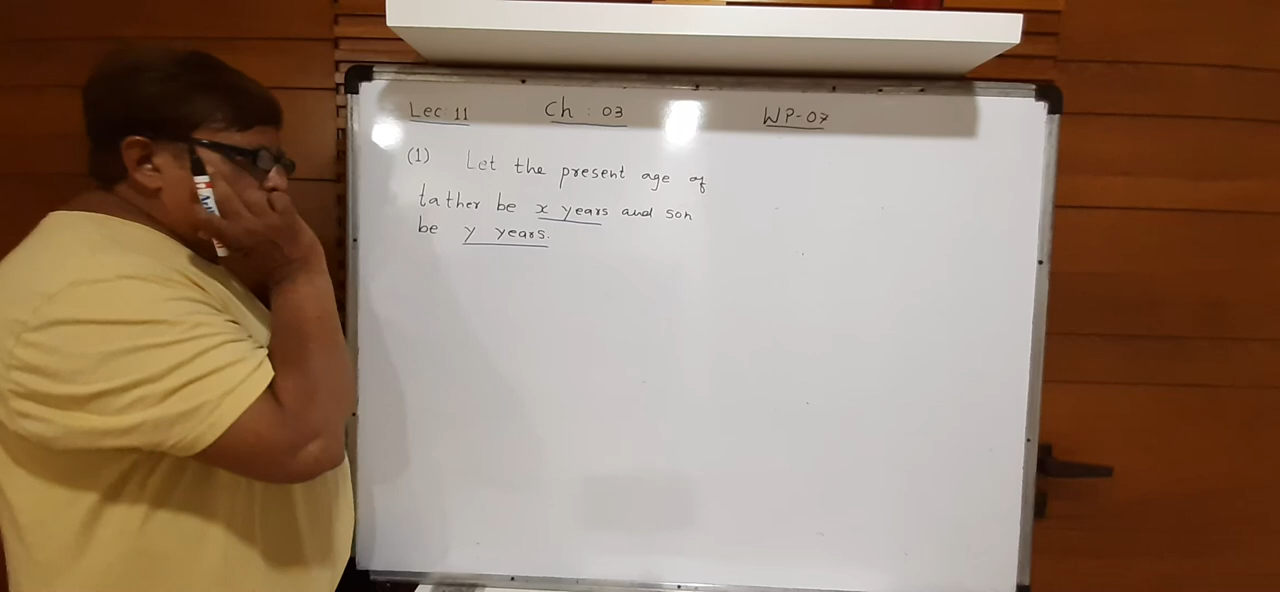 Lec: 11 Ch : 03 WP-07
(1) Let the present age of
father be x years and son
be y years.